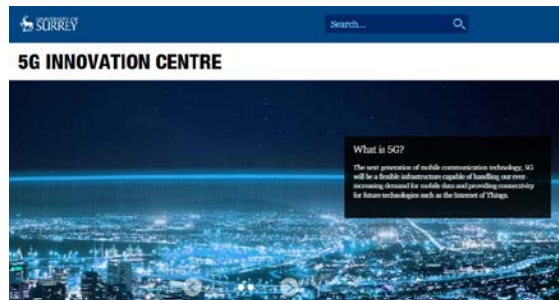 UNIVERSITY OF
SURREY
Search...
5G INNOVATION CENTRE
What is 5G?
The next generation of mobile communication technology, 5G
will be a flexible infrastructure capable of handling our ever-
increasing demand for mobile data and providing connectivity
for future technologies such as the Internet of Things.